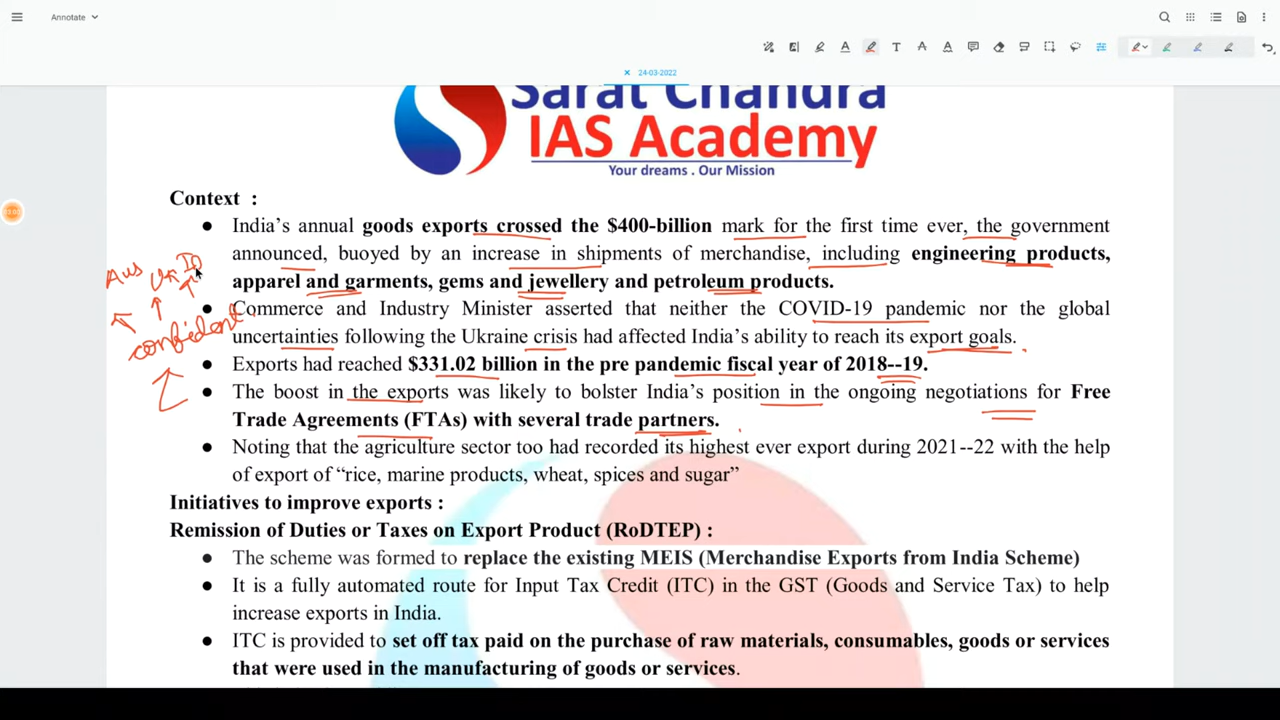 Annotate
24-03-2022
Sarat Chandra
IAS Academy
Your dreams . Our Mission
Context :
● India’s annual goods exports crossed the $400-billion mark for the first time ever, the government
announced, buoyed by an increase in shipments of merchandise, including engineering products,
apparel and garments, gems and jewellery and petroleum products.
● Commerce and Industry Minister asserted that neither the COVID-19 pandemic nor the global
uncertainties following the Ukraine crisis had affected India’s ability to reach its export goals.
● Exports had reached $331.02 billion in the pre pandemic fiscal year of 2018--19.
● The boost in the exports was likely to bolster India’s position in the ongoing negotiations for Free
Trade Agreements (FTAs) with several trade partners.
● Noting that the agriculture sector too had recorded its highest ever export during 2021--22 with the help
of export of “rice, marine products, wheat, spices and sugar”
Initiatives to improve exports :
Remission of Duties or Taxes on Export Product (RoDTEP) :
● The scheme was formed to replace the existing MEIS (Merchandise Exports from India Scheme)
● It is a fully automated route for Input Tax Credit (ITC) in the GST (Goods and Service Tax) to help
increase exports in India.
● ITC is provided to set off tax paid on the purchase of raw materials, consumables, goods or services
that were used in the manufacturing of goods or services.
Aus UK
confident